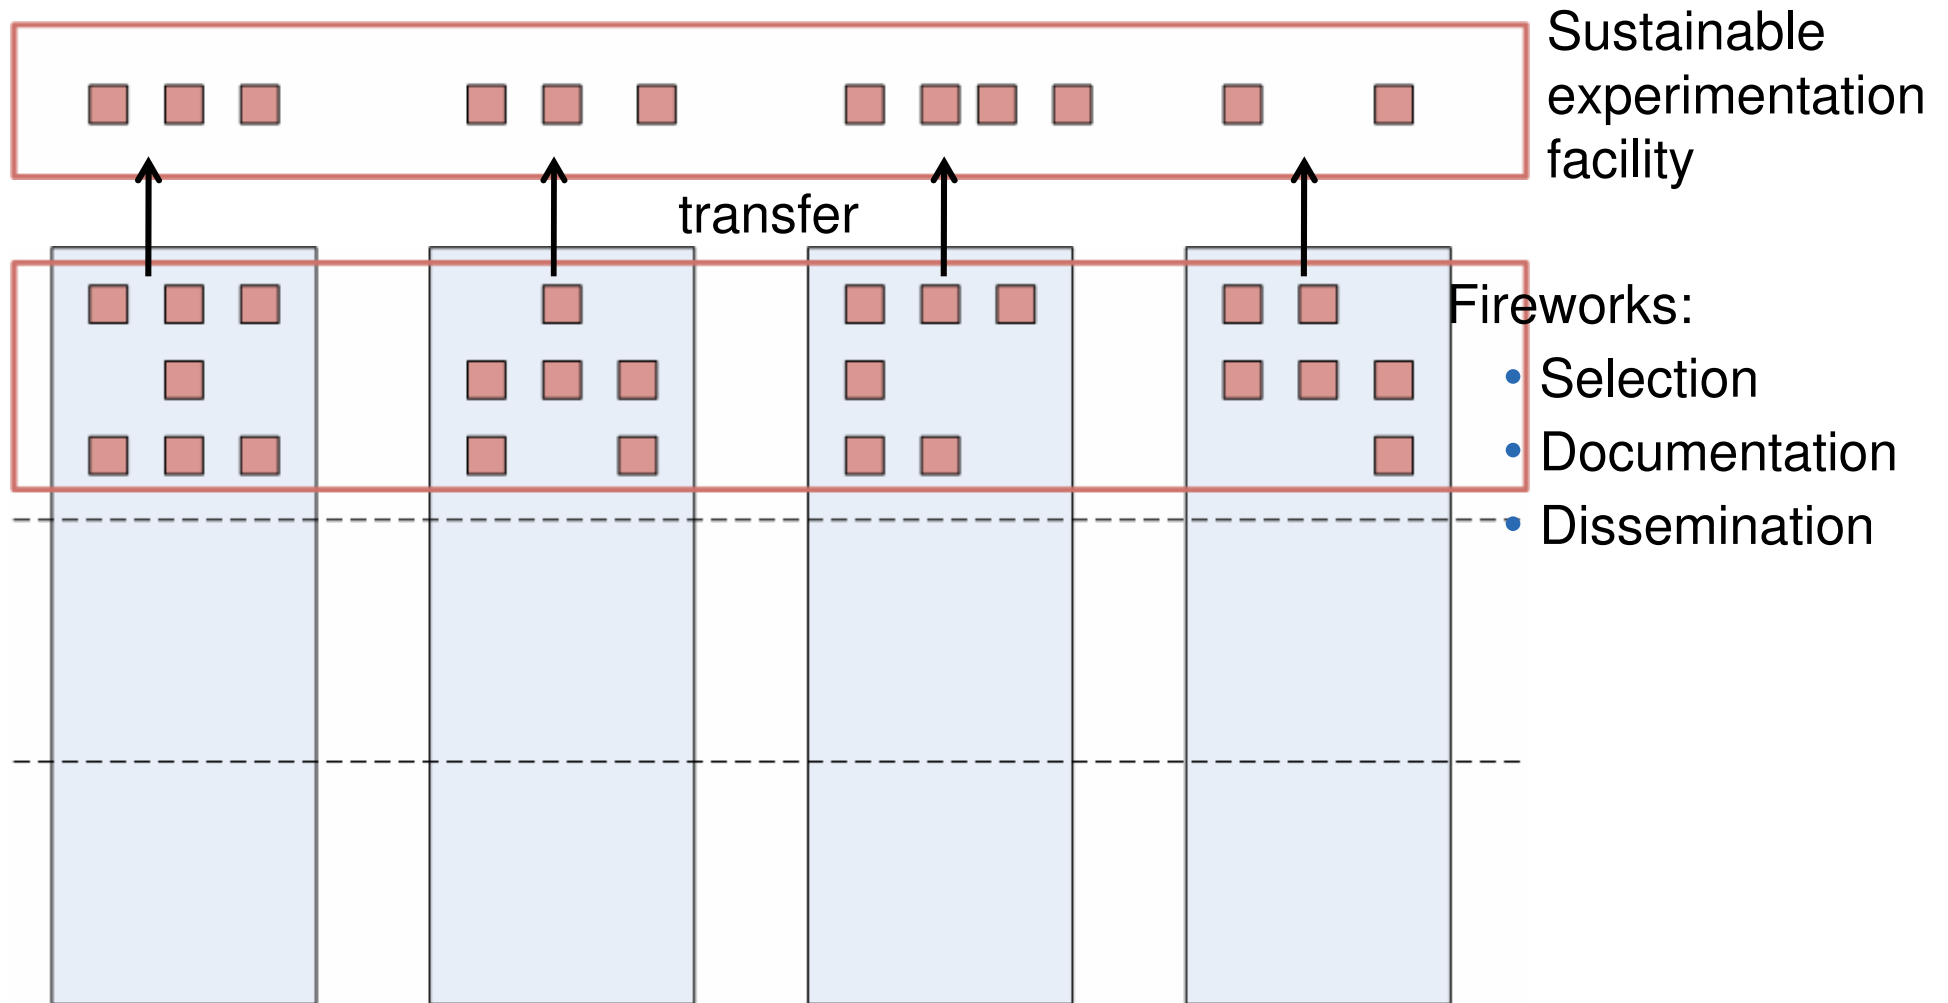 Sustainable
experimentation
facility
transfer
Fireworks:
• Selection
• Documentation
• Dissemination